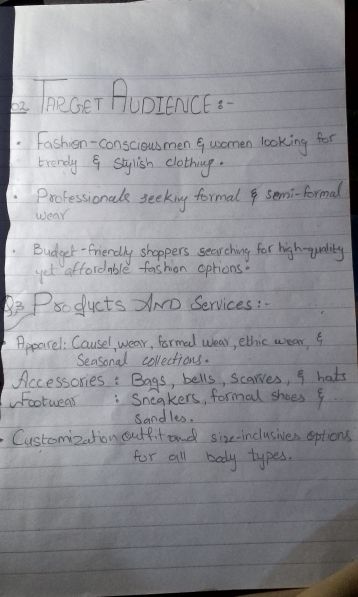 02 TARGET AUDIENCE :-
• Fashion-conscious men & women looking for
trendy & stylish clothing.
• Professionals seeking formal & semi-formal
wear
• Budget-friendly shoppers searching for high-quality
yet affordable fashion options.
03 Products AND Services :-
• Apparel: Causel, wear, formal wear, ethic wear, &
Seasonal collections.
Accessories : Bags, bells, scarves, & hats
Footwear : Sneakers, formal shoes &
sandles.
• Customization outfit and size-inclusives options
for all body types.